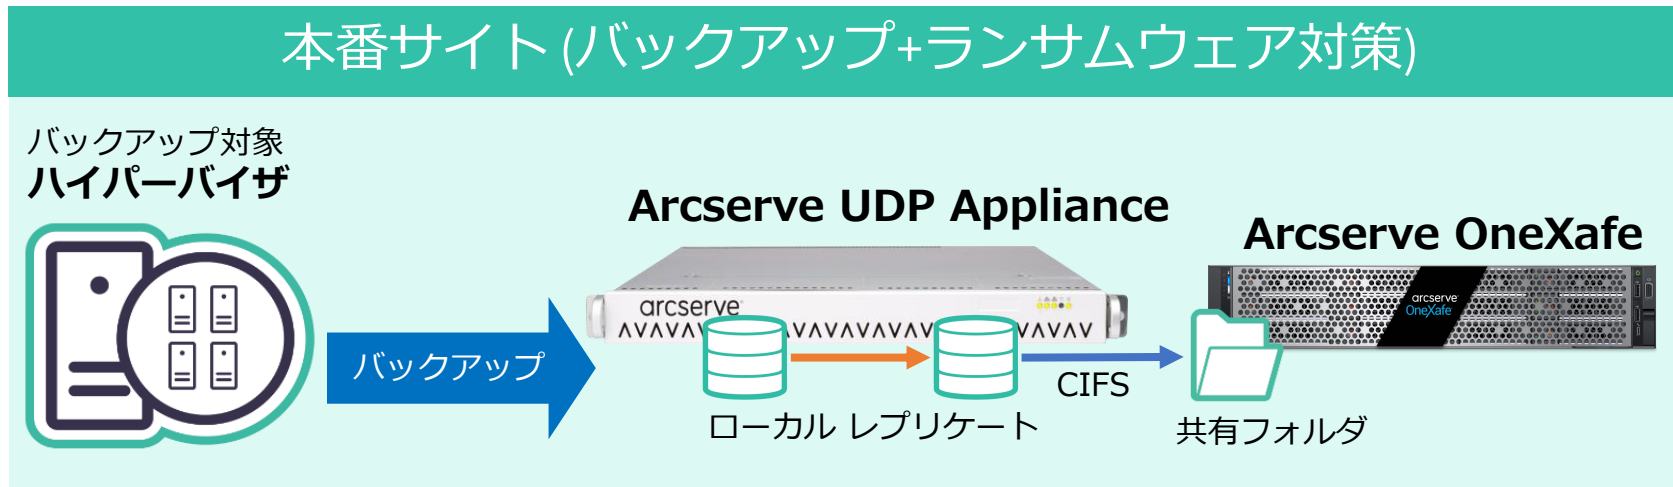 本番サイト(バックアップ+ランサムウェア対策)
バックアップ対象
ハイパーバイザ
Arcserve UDP Appliance
Arcserve OneXafe
arcserve
arcserve
OneXafe
バックアップ
CIFS
ローカル レプリケート
共有フォルダ